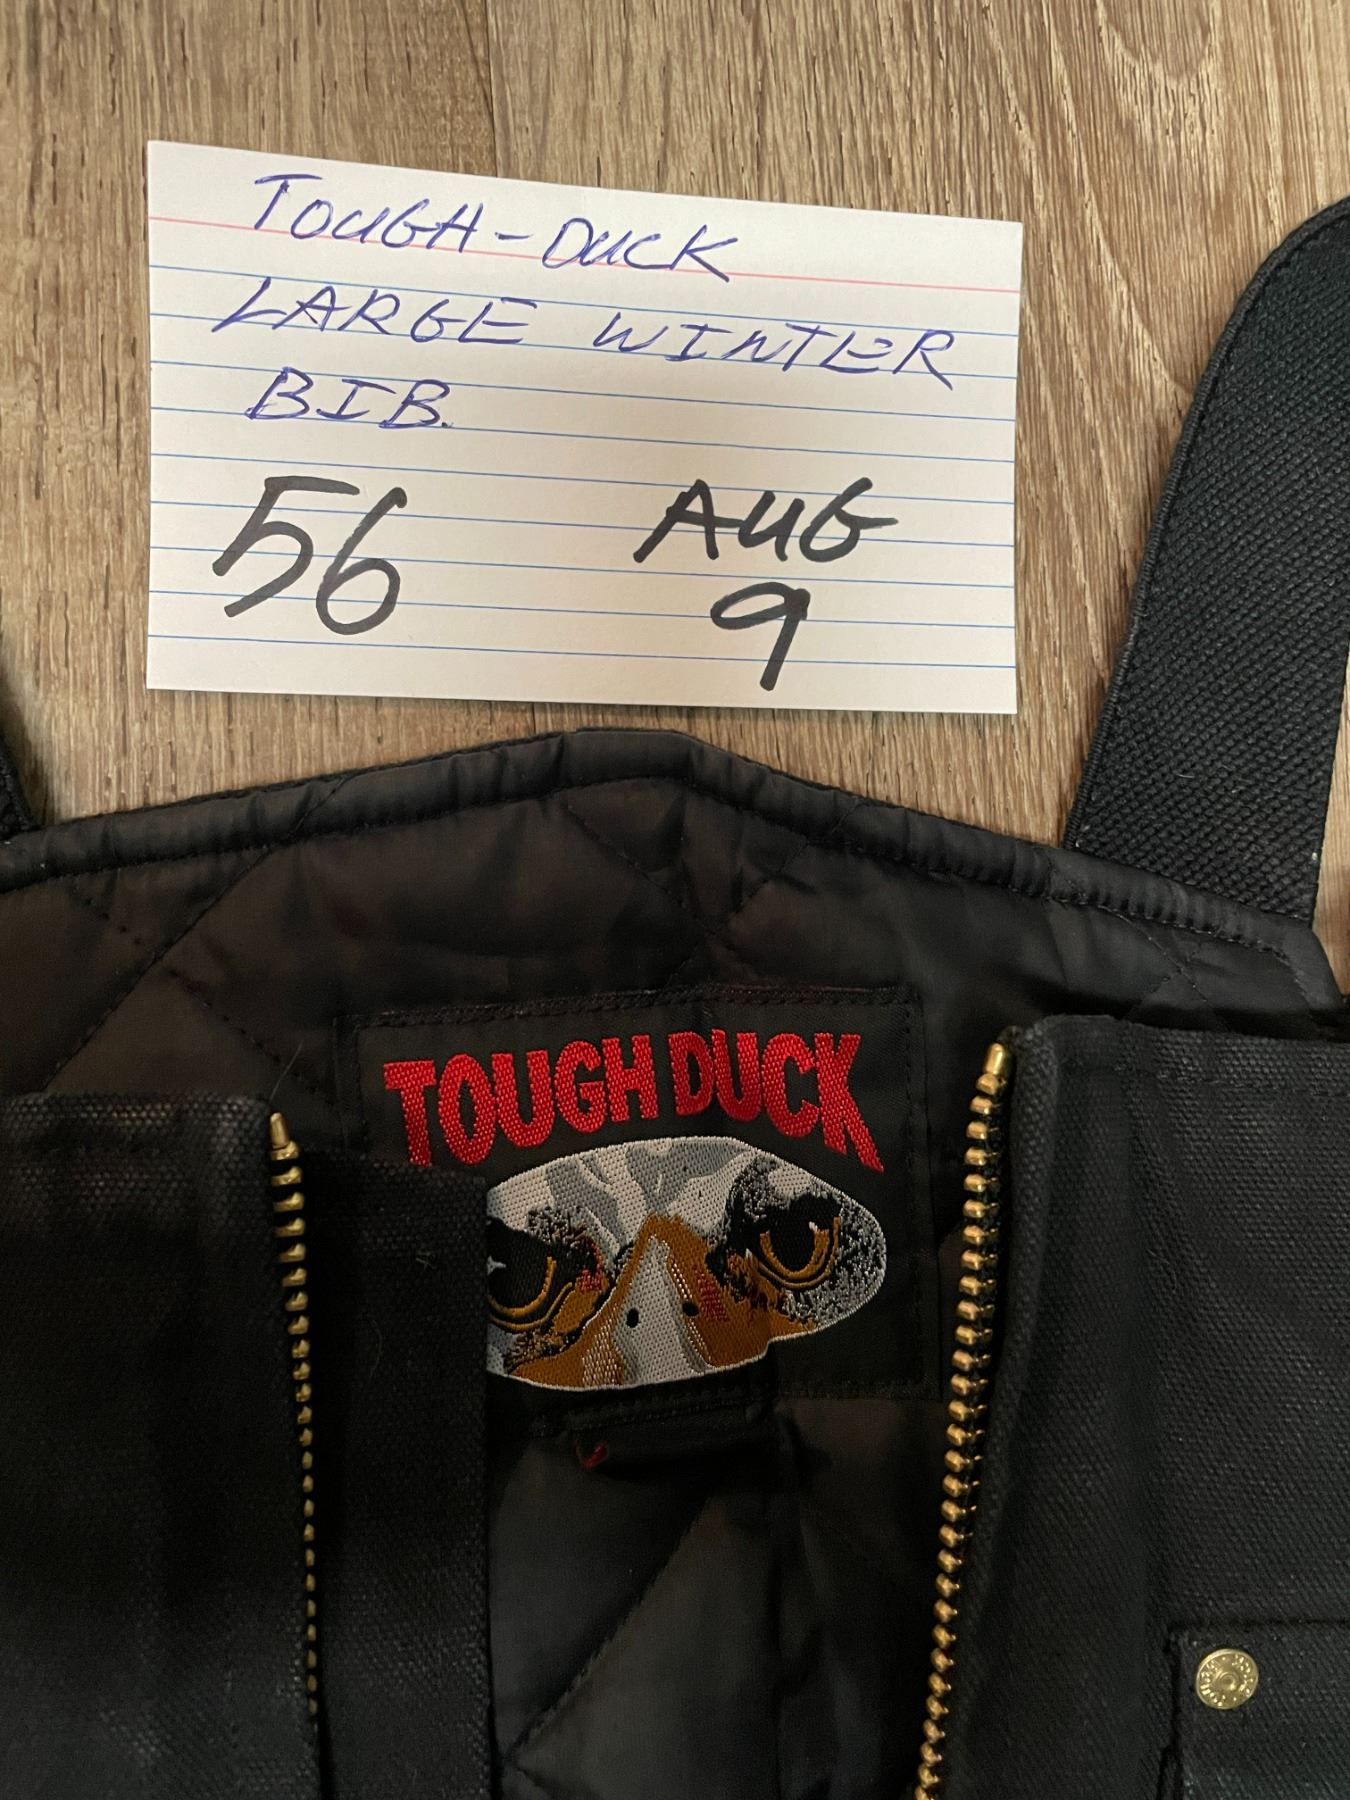 TOUGH-DUCK
LARGE WINTER
BIB.
56 AUG
9
TOUGH DUCK